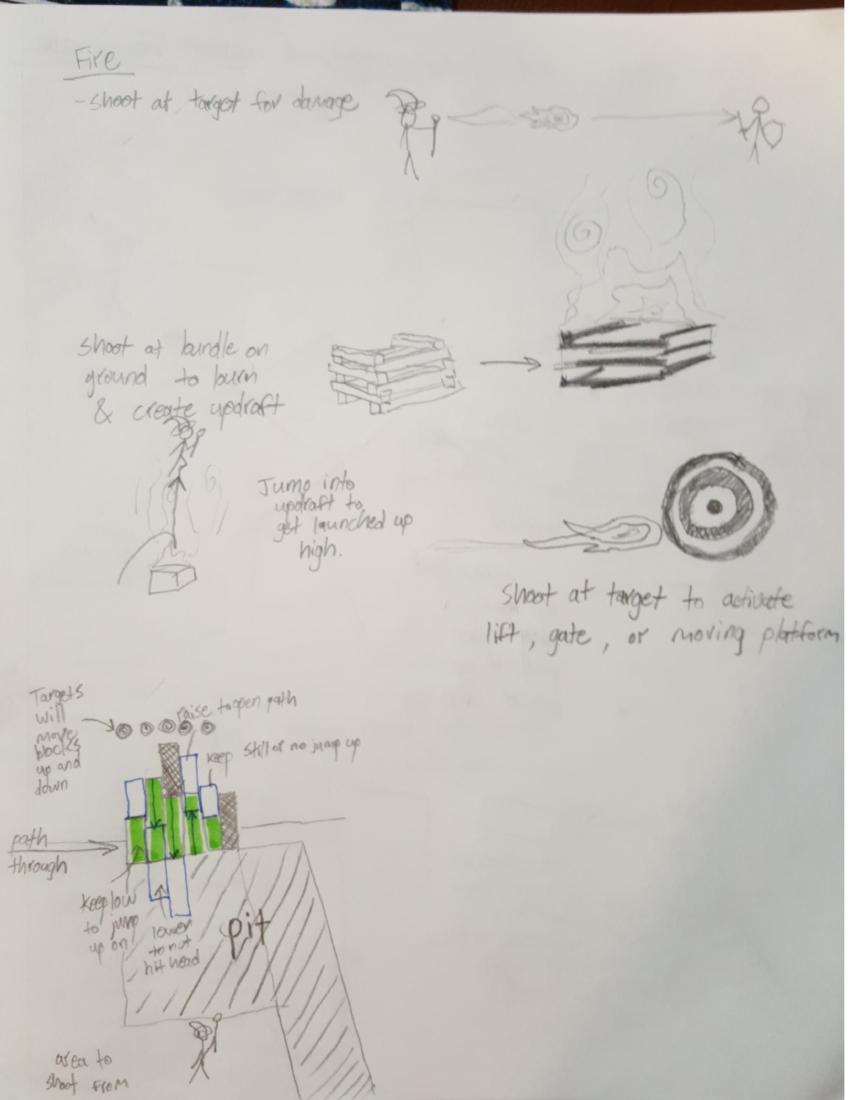 Fire
-shoot at target for damage
shoot at bundle on
ground to burn
& create updraft
Jump into
updraft to
get launched up
high.
shoot at target to activate
lift, gate, or moving platform
Targets
will
move
blocks
up and
down
raise to open path
keep still or no jump up
path
through
keep low
to jump
up on
lower
to not
hit head
pit
area to
shoot from